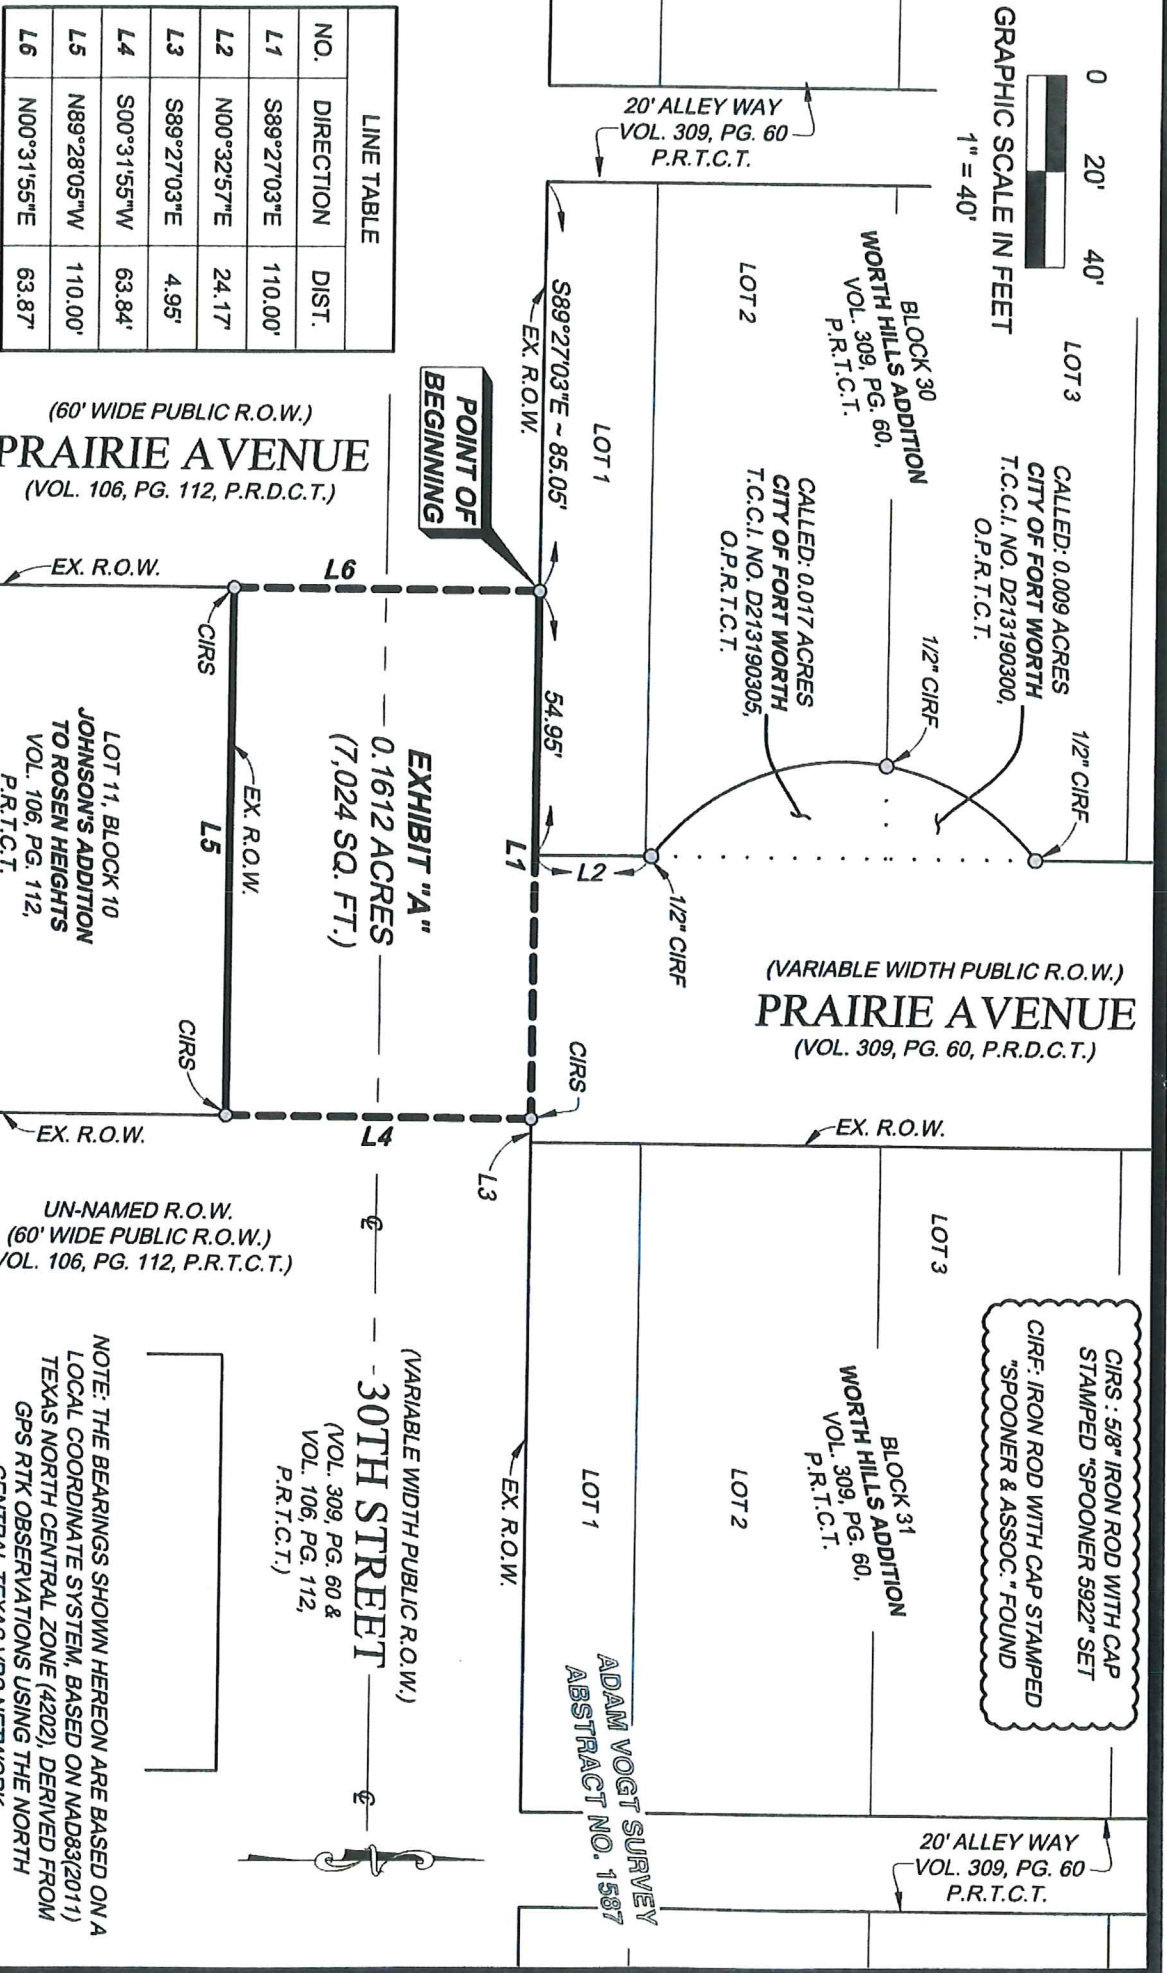 GRAPHIC SCALE IN FEET
0 20' 40'
1" = 40'
LOT 3
CALLED: 0.009 ACRES
CITY OF FORT WORTH
T.C.C.I. NO. D213190300,
O.P.R.T.C.T.
1/2" CIRF
1/2" CIRF
BLOCK 30
WORTH HILLS ADDITION
VOL. 309, PG. 60,
P.R.T.C.T.
CALLED: 0.017 ACRES
CITY OF FORT WORTH
T.C.C.I. NO. D213190305,
O.P.R.T.C.T.
LOT 2
20' ALLEY WAY
VOL. 309, PG. 60
P.R.T.C.T.
LOT 1
S89°27'03"E ~ 85.05'
EX. R.O.W.
54.95'
L1
L2
1/2" CIRF
(VARIABLE WIDTH PUBLIC R.O.W.)
PRAIRIE AVENUE
(VOL. 309, PG. 60, P.R.D.C.T.)
CIRS
L3
EX. R.O.W.
CIRS : 5/8" IRON ROD WITH CAP
STAMPED "SPOONER 5922" SET
CIRF: IRON ROD WITH CAP STAMPED
"SPOONER & ASSOC." FOUND
LOT 3
BLOCK 31
WORTH HILLS ADDITION
VOL. 309, PG. 60,
P.R.T.C.T.
LOT 2
LOT 1
ADAM VOGT SURVEY
ABSTRACT NO. 1587
20' ALLEY WAY
VOL. 309, PG. 60
P.R.T.C.T.
EX. R.O.W.
POINT OF
BEGINNING
EXHIBIT "A"
0.1612 ACRES
(7,024 SQ. FT.)
L6
L4
(VARIABLE WIDTH PUBLIC R.O.W.)
30TH STREET
(VOL. 309, PG. 60 &
VOL. 106, PG. 112,
P.R.T.C.T.)
LINE TABLE
NO. DIRECTION DIST.
L1 S89°27'03"E 110.00'
L2 N00°32'57"E 24.17'
L3 S89°27'03"E 4.95'
L4 S00°31'55"W 63.84'
L5 N89°28'05"W 110.00'
L6 N00°31'55"E 63.87'
(60' WIDE PUBLIC R.O.W.)
PRAIRIE AVENUE
(VOL. 106, PG. 112, P.R.D.C.T.)
EX. R.O.W.
CIRS
EX. R.O.W.
L5
CIRS
EX. R.O.W.
LOT 11, BLOCK 10
JOHNSON'S ADDITION
TO ROSEN HEIGHTS
VOL. 106, PG. 112,
P.R.T.C.T.
UN-NAMED R.O.W.
(60' WIDE PUBLIC R.O.W.)
VOL. 106, PG. 112, P.R.T.C.T.)
NOTE: THE BEARINGS SHOWN HEREON ARE BASED ON A
LOCAL COORDINATE SYSTEM, BASED ON NAD83(2011)
TEXAS NORTH CENTRAL ZONE (4202), DERIVED FROM
GPS RTK OBSERVATIONS USING THE NORTH
CENTRAL TEXAS VRS NETWORK